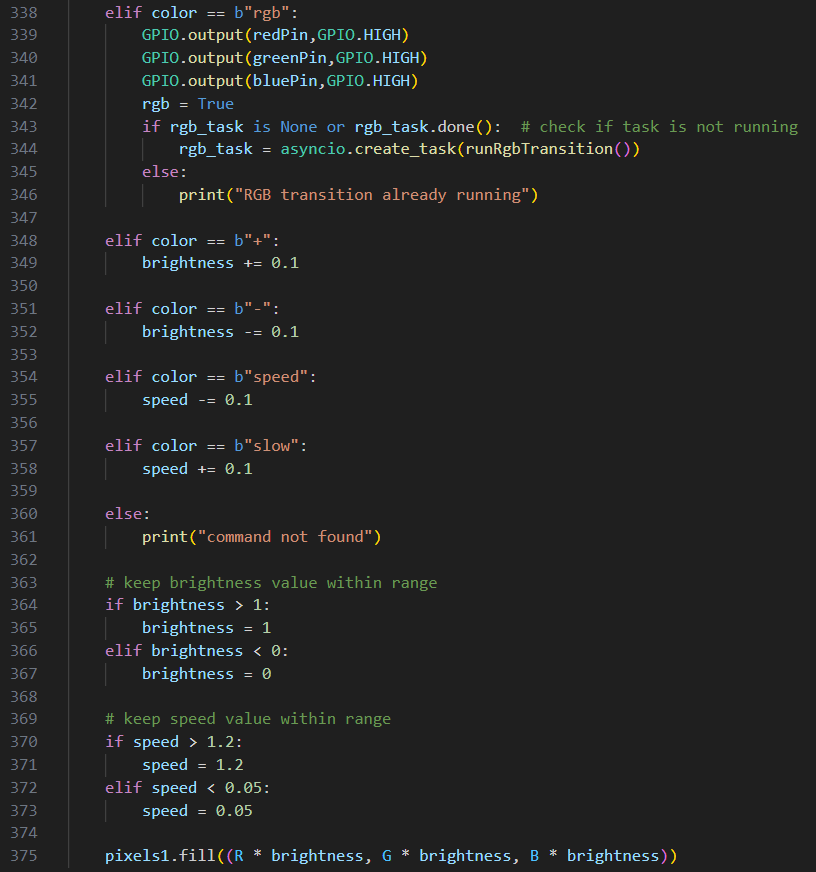 338 elif color == b"rgb":
339 GPIO.output(redPin,GPIO.HIGH)
340 GPIO.output(greenPin,GPIO.HIGH)
341 GPIO.output(bluePin,GPIO.HIGH)
342 rgb = True
343 if rgb_task is None or rgb_task.done():  # check if task is not running
344 rgb_task = asyncio.create_task(runRgbTransition())
345 else:
346 print("RGB transition already running")
347
348 elif color == b"+":
349 brightness += 0.1
350
351 elif color == b"-":
352 brightness -= 0.1
353
354 elif color == b"speed":
355 speed -= 0.1
356
357 elif color == b"slow":
358 speed += 0.1
359
360 else:
361 print("command not found")
362
363 # keep brightness value within range
364 if brightness > 1:
365 brightness = 1
366 elif brightness < 0:
367 brightness = 0
368
369 # keep speed value within range
370 if speed > 1.2:
371 speed = 1.2
372 elif speed < 0.05:
373 speed = 0.05
374
375 pixels1.fill((R * brightness, G * brightness, B * brightness))